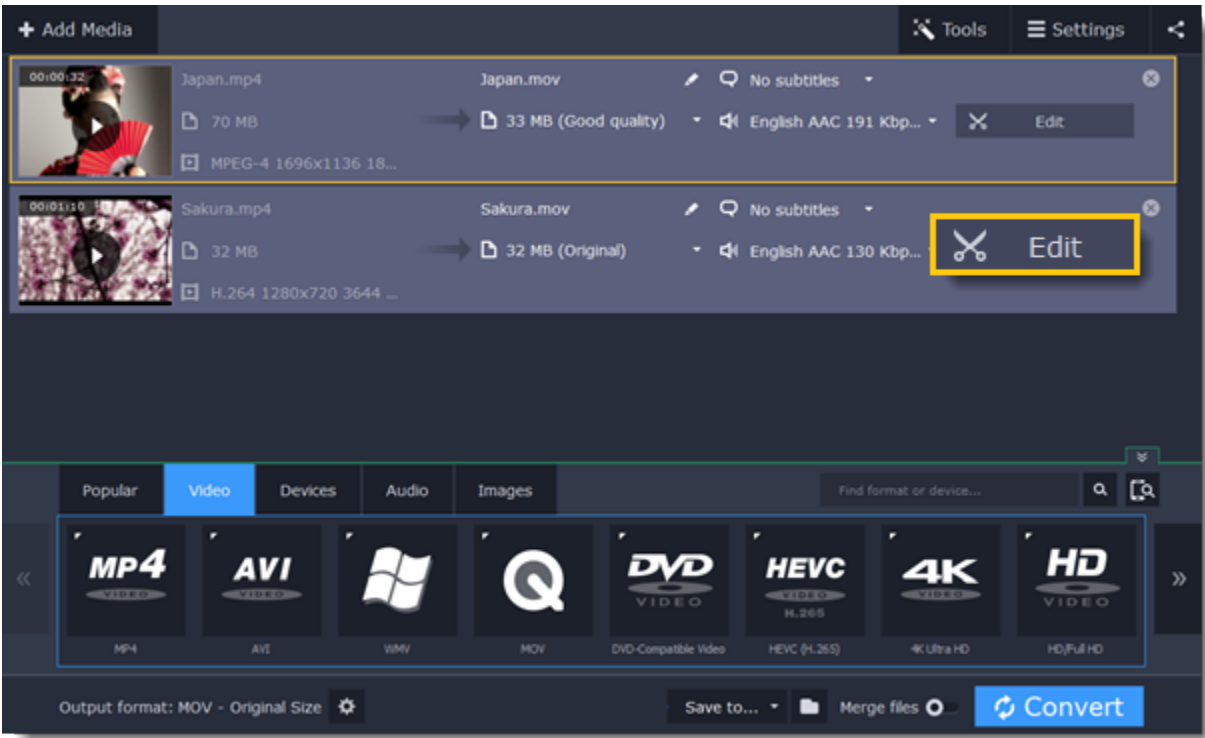 Add Media
Tools
Settings
00:00:32
Japan.mp4
Japan.mov
No subtitles
70 MB
33 MB (Good quality)
English AAC 191 Kbp...
Edit
MPEG-4 1696x1136 18...
00:01:10
Sakura.mp4
Sakura.mov
No subtitles
32 MB
32 MB (Original)
English AAC 130 Kbp...
Edit
H.264 1280x720 3644 ...
Popular
Video
Devices
Audio
Images
Find format or device...
MP4
VIDEO
AVI
VIDEO
DVD
VIDEO
HEVC
VIDEO
H.265
4K
VIDEO
HD
VIDEO
MP4
AVI
WMV
MOV
DVD-Compatible Video
HEVC (H.265)
4K Ultra HD
HD/Full HD
Output format: MOV - Original Size
Save to...
Merge files
Convert